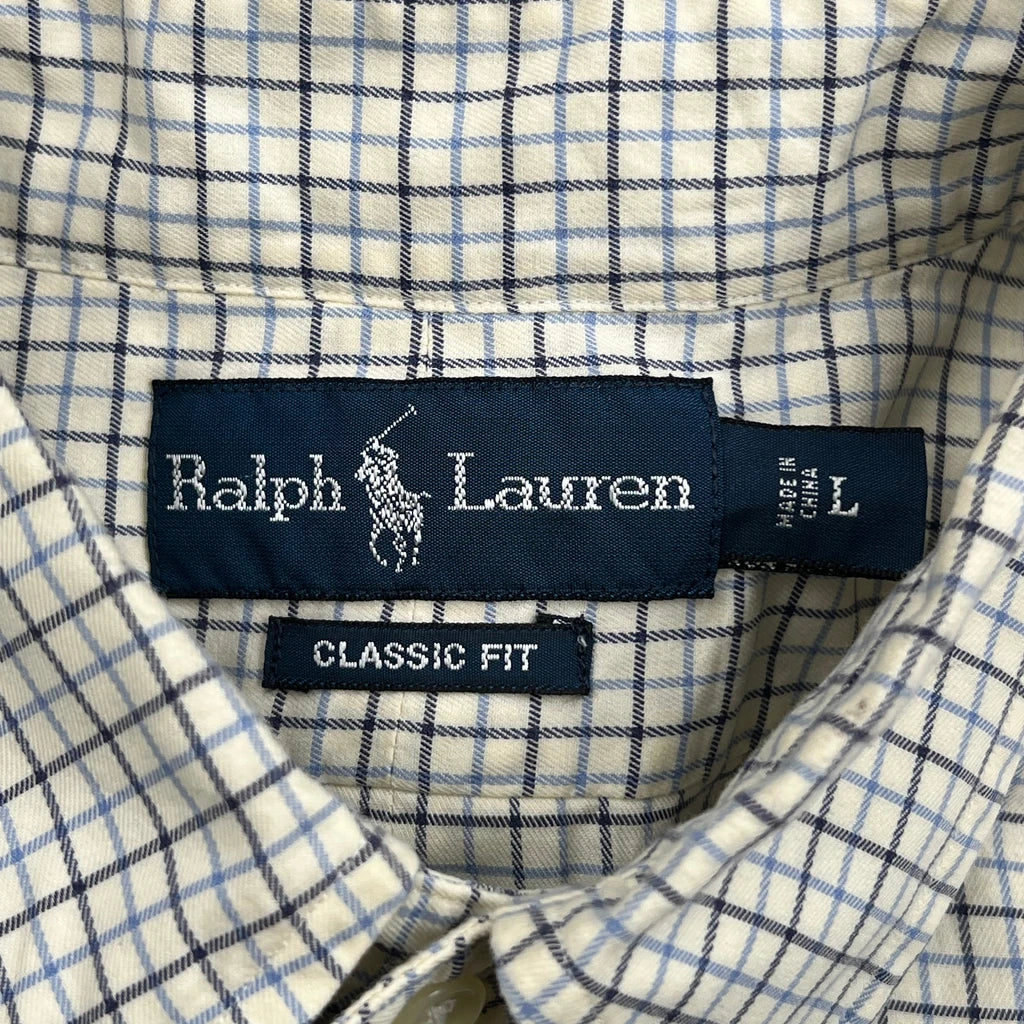 Ralph Lauren
MADE IN
CHINA
L
CLASSIC FIT